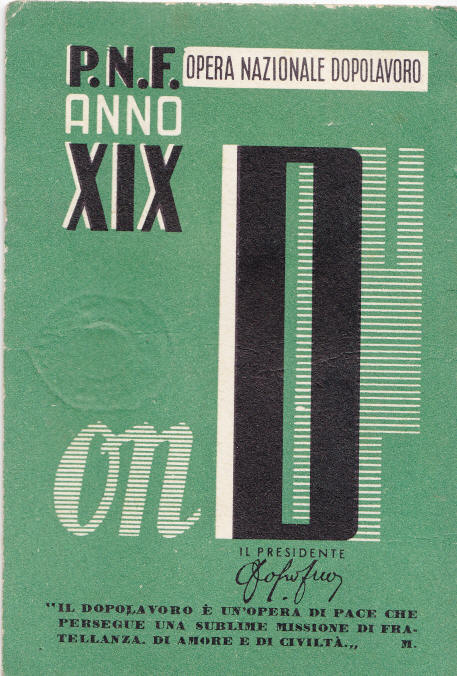 P.N.F. OPERA NAZIONALE DOPOLAVORO
ANNO
XIX
on D
IL PRESIDENTE
"IL DOPOLAVORO È UN'OPERA DI PACE CHE
PERSEGUE UNA SUBLIME MISSIONE DI FRA-
TELLANZA. DI AMORE E DI CIVILTÀ.,, M.